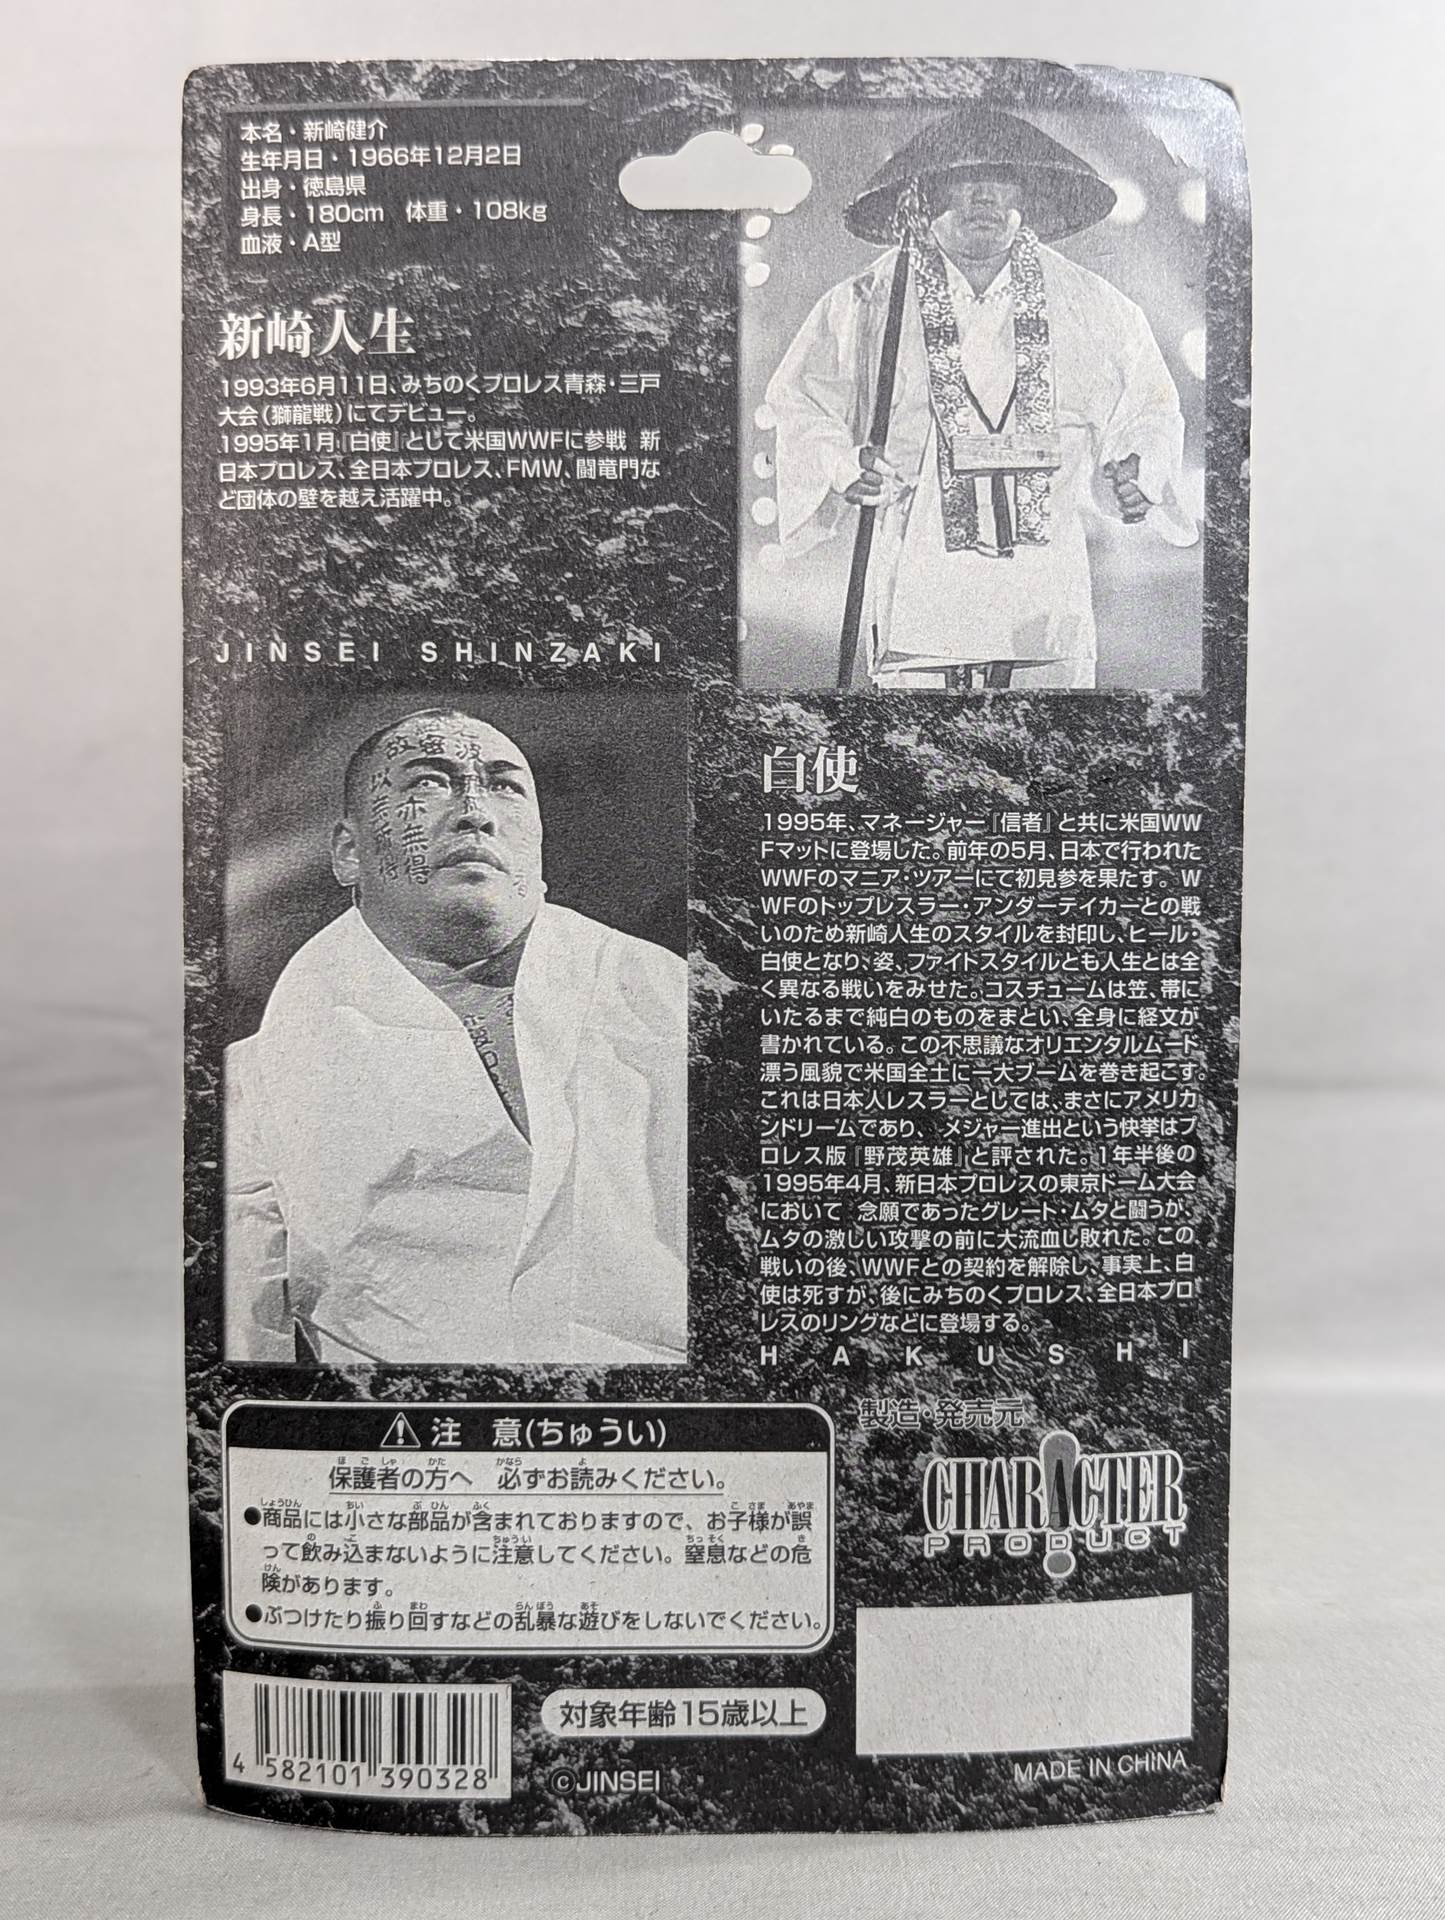 本名・新崎健介
生年月日・1966年12月2日
出身・徳島県
身長・180cm 体重・108kg
血液・A型
新崎人生
1993年6月11日、みちのくプロレス青森・三戸
大会(獅龍戦)にてデビュー。
1995年1月『白使』として米国WWFに参戦 新
日本プロレス、全日本プロレス、FMW、闘竜門な
ど団体の壁を越え活躍中。
JINSEI SHINZAKI
故
以無所得
亦無得
白使
1995年、マネージャー『信者』と共に米国WW
Fマットに登場した。前年の5月、日本で行われた
WWFのマニア・ツアーにて初見参を果たす。W
WFのトップレスラー・アンダーテイカーとの戦
いのため新崎人生のスタイルを封印し、ヒール・
白使となり、姿、ファイトスタイルとも人生とは全
く異なる戦いをみせた。コスチュームは笠、帯に
いたるまで純白のものをまとい、全身に経文が
書かれている。この不思議なオリエンタルムード
漂う風貌で米国全土に一大ブームを巻き起こす。
これは日本人レスラーとしては、まさにアメリカ
ンドリームであり、メジャー進出という快挙はプ
ロレス版『野茂英雄』と評された。1年半後の
1995年4月、新日本プロレスの東京ドーム大会
において 念願であったグレート・ムタと闘うが、
ムタの激しい攻撃の前に大流血し敗れた。この
戦いの後、WWFとの契約を解除し、事実上、白
使は死すが、後にみちのくプロレス、全日本プロ
レスのリングなどに登場する。
HAKUSHI
注 意(ちゅうい)
保護者の方へ 必ずお読みください。
●商品には小さな部品が含まれておりますので、お子様が誤
って飲み込まないように注意してください。窒息などの危
険があります。
●ぶつけたり振り回すなどの乱暴な遊びをしないでください。
製造・発売元
CHARACTER
PRODUCT
4 582101 390328
対象年齢15歳以上
©JINSEI
MADE IN CHINA